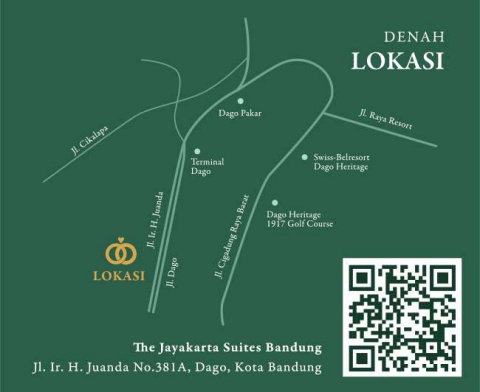 DENAH
LOKASI
Dago Pakar
Jl. Raya Resort
Jl. Cikalapa
Terminal
Dago
Swiss-Belresort
Dago Heritage
Jl. Ir. H. Juanda
Jl. Dago
Jl. Cigadung Raya Barat
Dago Heritage
1917 Golf Course
LOKASI
The Jayakarta Suites Bandung
Jl. Ir. H. Juanda No.381A, Dago, Kota Bandung